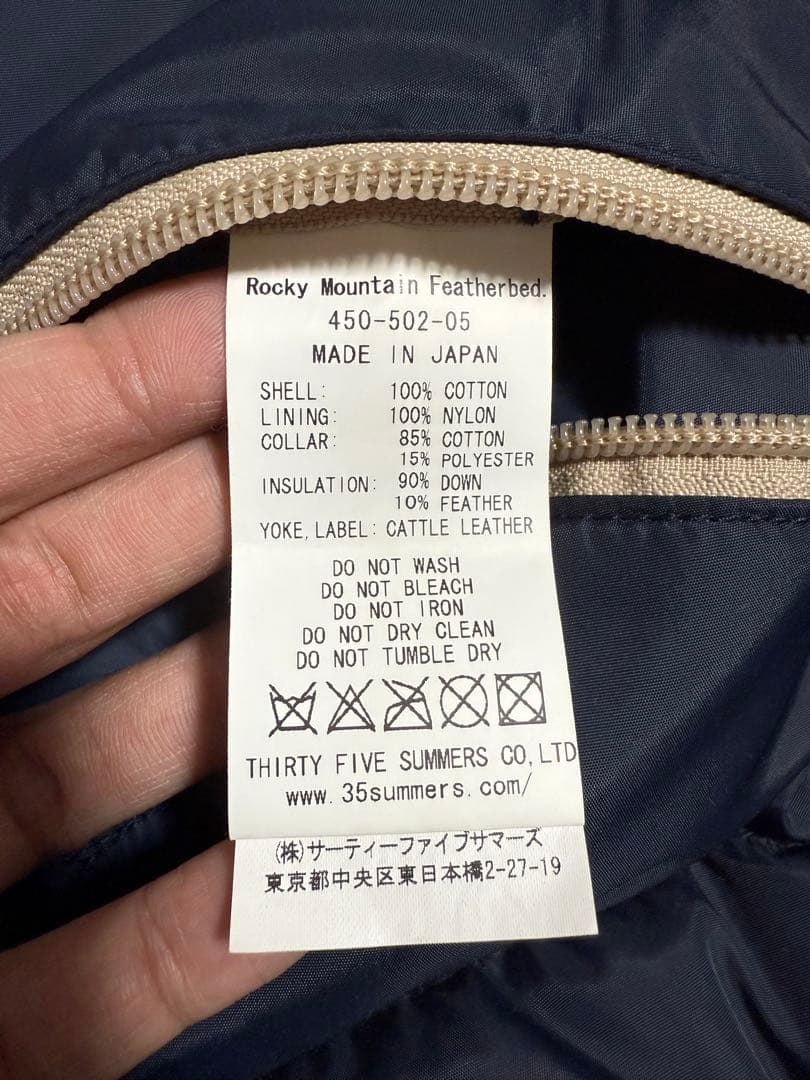 Rocky Mountain Featherbed.
450-502-05
MADE IN JAPAN
SHELL: 100% COTTON
LINING: 100% NYLON
COLLAR: 85% COTTON
15% POLYESTER
INSULATION: 90% DOWN
10% FEATHER
YOKE, LABEL: CATTLE LEATHER
DO NOT WASH
DO NOT BLEACH
DO NOT IRON
DO NOT DRY CLEAN
DO NOT TUMBLE DRY
THIRTY FIVE SUMMERS CO, LTD
www.35summers.com/
(株)サーティーファイブサマーズ
東京都中央区東日本橋2-27-19